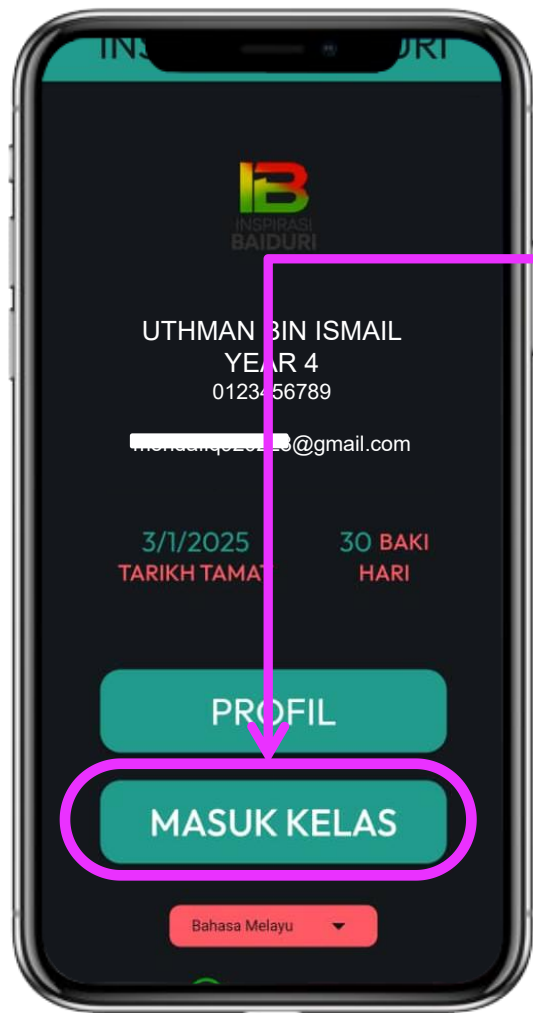 INSPIRASI
BAIDURI
UTHMAN BIN ISMAIL
YEAR 4
0123456789
@gmail.com
3/1/2025
TARIKH TAMAT
30 BAKI
HARI
PROFIL
MASUK KELAS
Bahasa Melayu